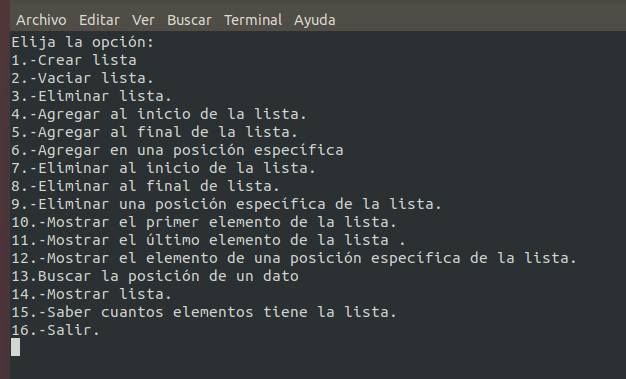 Archivo Editar Ver Buscar Terminal Ayuda
Elija la opción:
1.-Crear lista
2.-Vaciar lista.
3.-Eliminar lista.
4.-Agregar al inicio de la lista.
5.-Agregar al final de la lista.
6.-Agregar en una posición específica
7.-Eliminar al inicio de la lista.
8.-Eliminar al final de lista.
9.-Eliminar una posición específica de la lista.
10.-Mostrar el primer elemento de la lista.
11.-Mostrar el último elemento de la lista .
12.-Mostrar el elemento de una posición específica de la lista.
13.Buscar la posición de un dato
14.-Mostrar lista.
15.-Saber cuantos elementos tiene la lista.
16.-Salir.